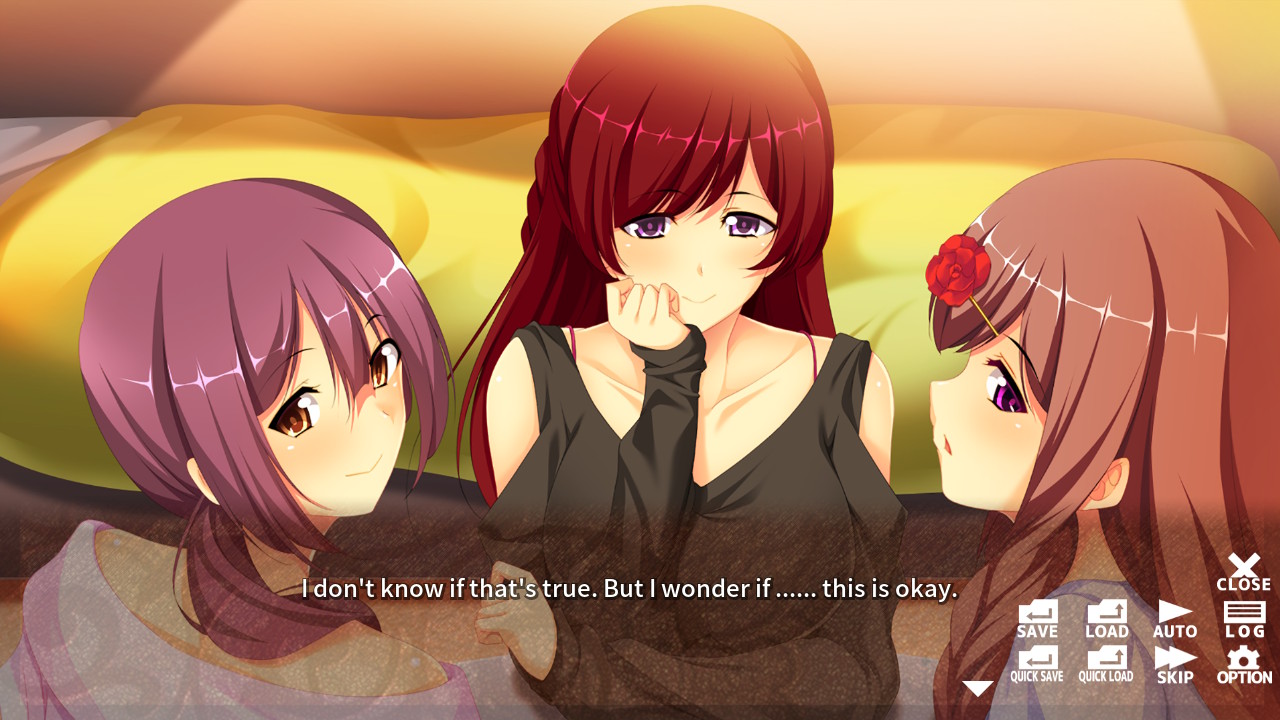 I don't know if that's true. But I wonder if ...... this is okay.
CLOSE
SAVE LOAD AUTO LOG
QUICK SAVE QUICK LOAD SKIP OPTION